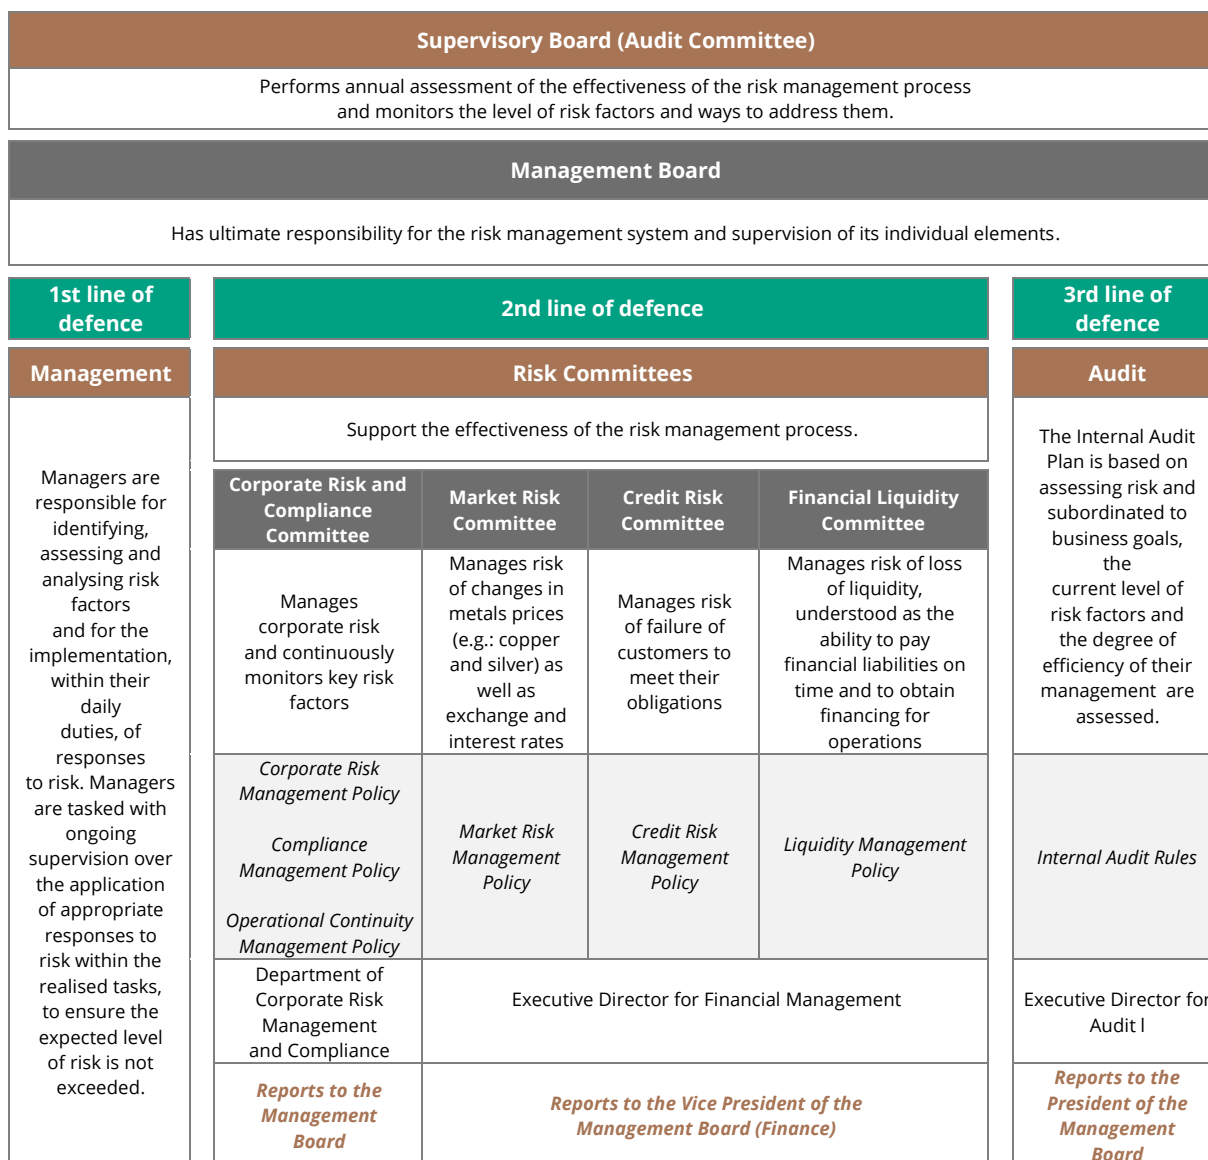 Supervisory Board (Audit Committee)
Performs annual assessment of the effectiveness of the risk management process
and monitors the level of risk factors and ways to address them.
Management Board
Has ultimate responsibility for the risk management system and supervision of its individual elements.
1st line of
defence
2nd line of defence
3rd line of
defence
Management
Managers are
responsible for
identifying,
assessing and
analysing risk
factors
and for the
implementation,
within their
daily
duties, of
responses
to risk. Managers
are tasked with
ongoing
supervision over
the application
of appropriate
responses to
risk within the
realised tasks,
to ensure the
expected level
of risk is not
exceeded.
Risk Committees
Support the effectiveness of the risk management process.
Corporate Risk and
Compliance
Committee
Manages
corporate risk
and continuously
monitors key risk
factors
Corporate Risk
Management Policy
Compliance
Management Policy
Operational Continuity
Management Policy
Department of
Corporate Risk
Management
and Compliance
Reports to the
Management
Board
Market Risk
Committee
Manages risk
of changes in
metals prices
(e.g.: copper
and silver) as
well as
exchange and
interest rates
Market Risk
Management
Policy
Credit Risk
Committee
Manages risk
of failure of
customers to
meet their
obligations
Credit Risk
Management
Policy
Financial Liquidity
Committee
Manages risk of loss
of liquidity,
understood as the
ability to pay
financial liabilities on
time and to obtain
financing for
operations
Liquidity Management
Policy
Executive Director for Financial Management
Reports to the Vice President of the
Management Board (Finance)
Audit
The Internal Audit
Plan is based on
assessing risk and
subordinated to
business goals,
the
current level of
risk factors and
the degree of
efficiency of their
management are
assessed.
Internal Audit Rules
Executive Director for
Audit l
Reports to the
President of the
Management
Board